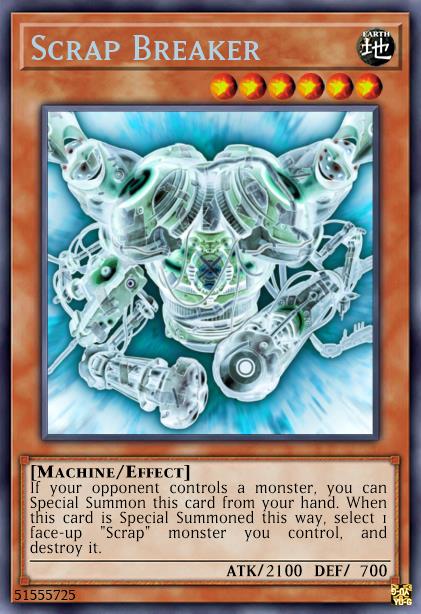 SCRAP BREAKER
EARTH
地
[MACHINE/EFFECT]
If your opponent controls a monster, you can
Special Summon this card from your hand. When
this card is Special Summoned this way, select 1
face-up "Scrap" monster you control, and
destroy it.
ATK/2100 DEF/ 700
51555725